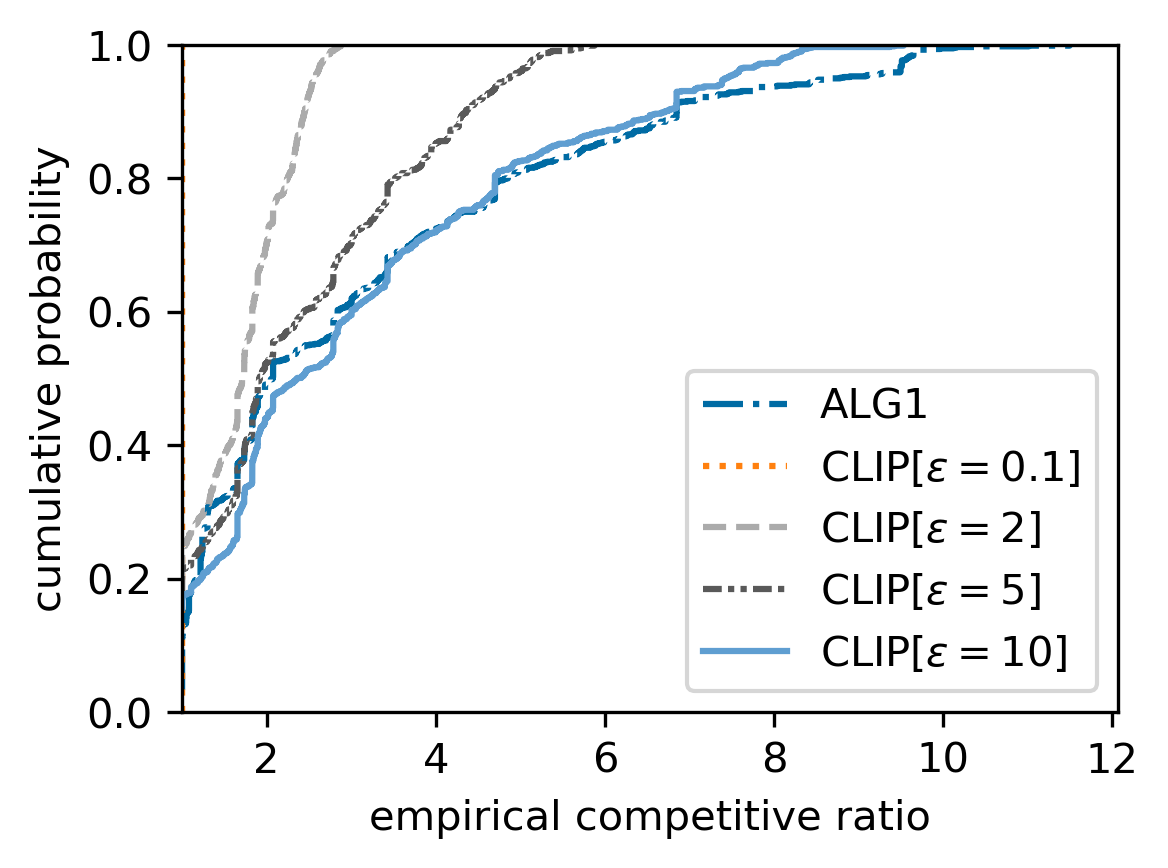 1.0
0.8
0.6
0.4
0.2
0.0
cumulative probability
2 4 6 8 10 12
empirical competitive ratio
ALG1
CLIP[ε = 0.1]
CLIP[ε = 2]
CLIP[ε = 5]
CLIP[ε = 10]